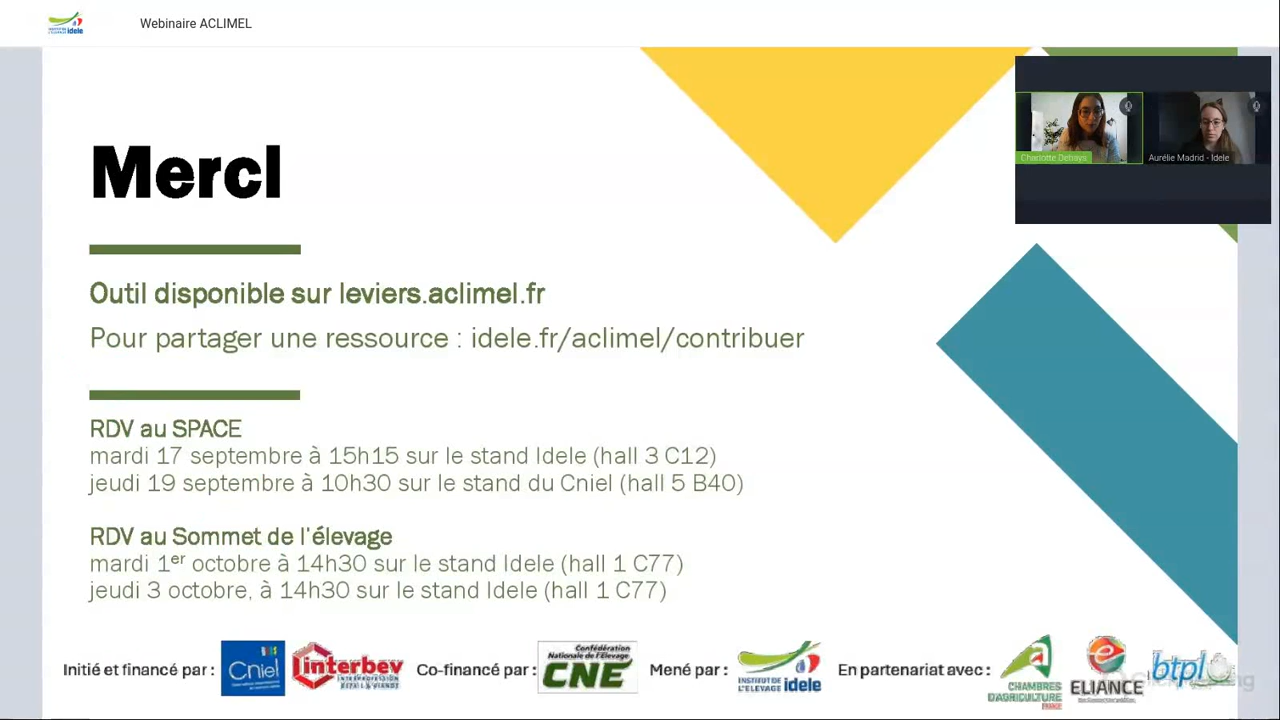 Webinaire ACLIMEL
MercI
Outil disponible sur leviers.aclimel.fr
Pour partager une ressource : idele.fr/aclimel/contribuer
RDV au SPACE
mardi 17 septembre à 15h15 sur le stand Idele (hall 3 C12)
jeudi 19 septembre à 10h30 sur le stand du Cniel (hall 5 B40)
RDV au Sommet de l'élevage
mardi 1er octobre à 14h30 sur le stand Idele (hall 1 C77)
jeudi 3 octobre, à 14h30 sur le stand Idele (hall 1 C77)
Aurélie Madrid - Idele
Initié et financé par :
Cniel
interbev
INTERPROFESSION
BÉTAIL & VIANDE
Co-financé par :
Confédération
Nationale de l'Élevage
CNE
Mené par :
INSTITUT DE
L'ELEVAGE idele
En partenariat avec :
CHAMBRES
D'AGRICULTURE
FRANCE
ELIANCE
btpl